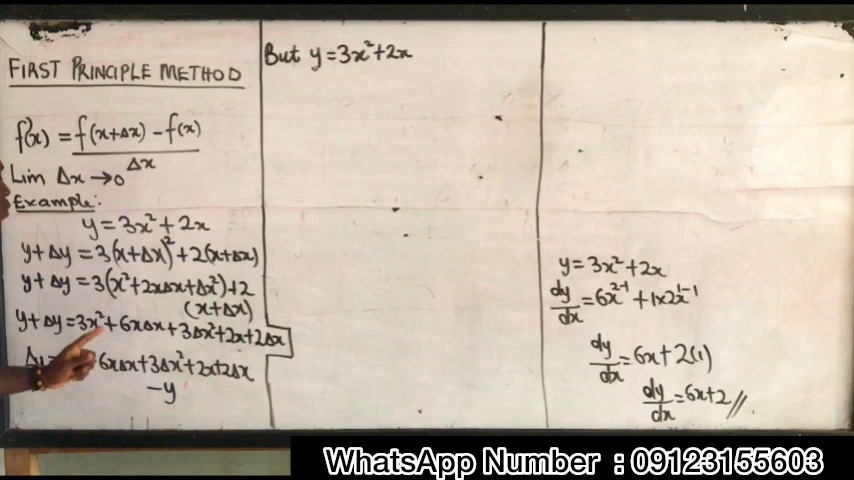 FIRST PRINCIPLE METHOD
f'(x) = f(x+Δx) - f(x)
Δx
Lim Δx → 0
Example:
y = 3x² + 2x
y + Δy = 3(x+Δx)² + 2(x+Δx)
y + Δy = 3(x² + 2xΔx + Δx²) + 2
(x+Δx)
y + Δy = 3x² + 6xΔx + 3Δx² + 2x + 2Δx
Δy = 6xΔx + 3Δx² + 2x + 2Δx
- y
But y = 3x² + 2x
y = 3x² + 2x
dy/dx = 6x²⁻¹ + 1x2x¹⁻¹
dy/dx = 6x + 2(1)
dy/dx = 6x + 2 //
WhatsApp Number : 09123155603